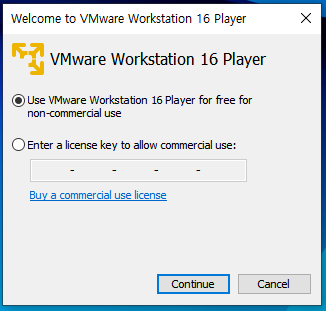 Welcome to VMware Workstation 16 Player
VMware Workstation 16 Player
Use VMware Workstation 16 Player for free for
non-commercial use
Enter a license key to allow commercial use:
- - - -
Buy a commercial use license
Continue Cancel